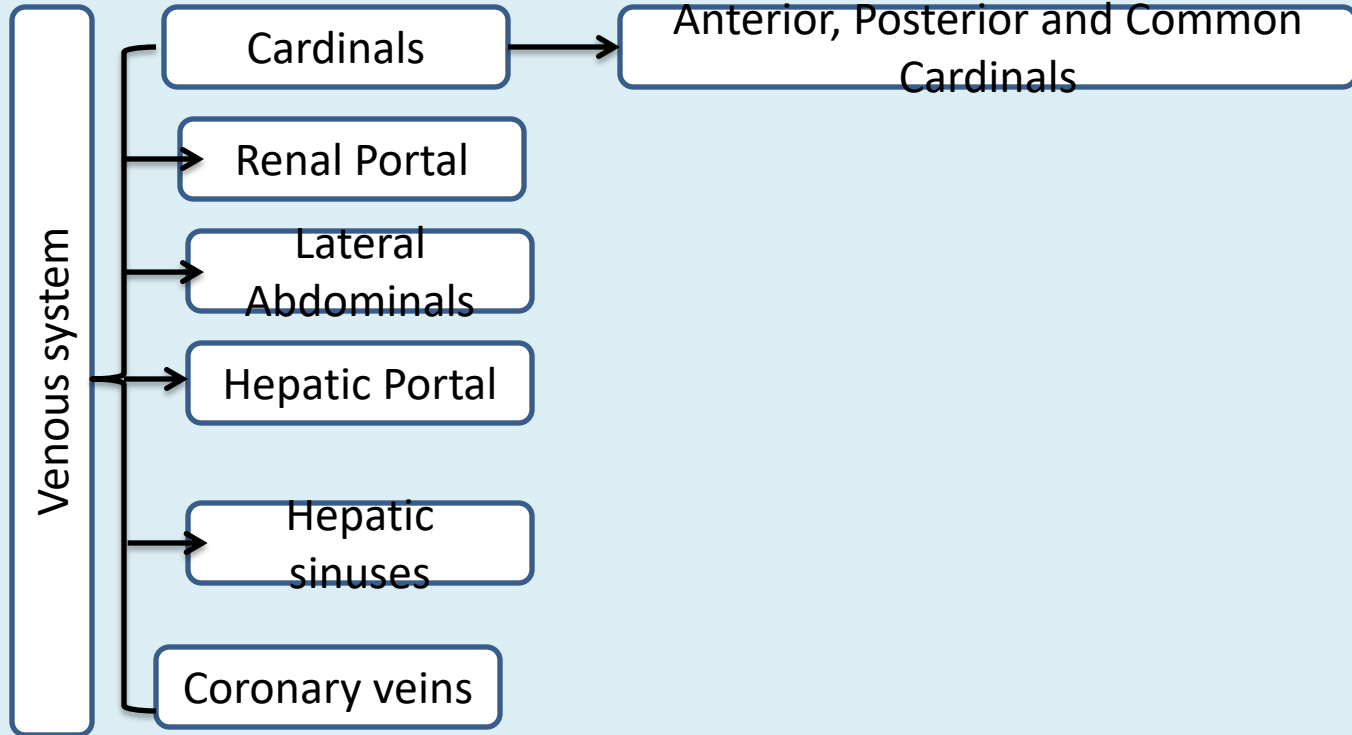 Venous system
Cardinals
Anterior, Posterior and Common
Cardinals
Renal Portal
Lateral
Abdominals
Hepatic Portal
Hepatic
sinuses
Coronary veins